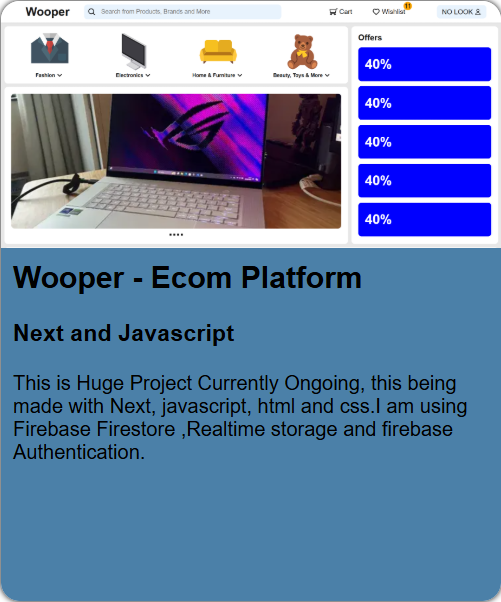 Wooper
Search from Products, Brands and More
Cart
Wishlist
11
NO LOOK
Fashion
Electronics
Home & Furniture
Beauty, Toys & More
Offers
40%
40%
40%
40%
40%
Wooper - Ecom Platform
Next and Javascript
This is Huge Project Currently Ongoing, this being
made with Next, javascript, html and css.I am using
Firebase Firestore ,Realtime storage and firebase
Authentication.